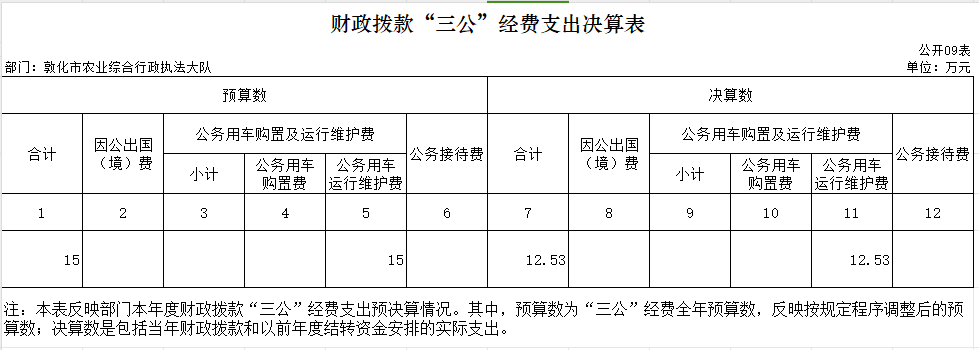 财政拨款“三公”经费支出决算表
公开09表
部门：敦化市农业综合行政执法大队 单位：万元
预算数 决算数
合计 因公出国（境）费 公务用车购置及运行维护费 公务接待费 合计 因公出国（境）费 公务用车购置及运行维护费 公务接待费
小计 公务用车购置费 公务用车运行维护费 小计 公务用车购置费 公务用车运行维护费
1 2 3 4 5 6 7 8 9 10 11 12
15 15 12.53 12.53
注：本表反映部门本年度财政拨款“三公”经费支出预决算情况。其中，预算数为“三公”经费全年预算数，反映按规定程序调整后的预
算数；决算数是包括当年财政拨款和以前年度结转资金安排的实际支出。